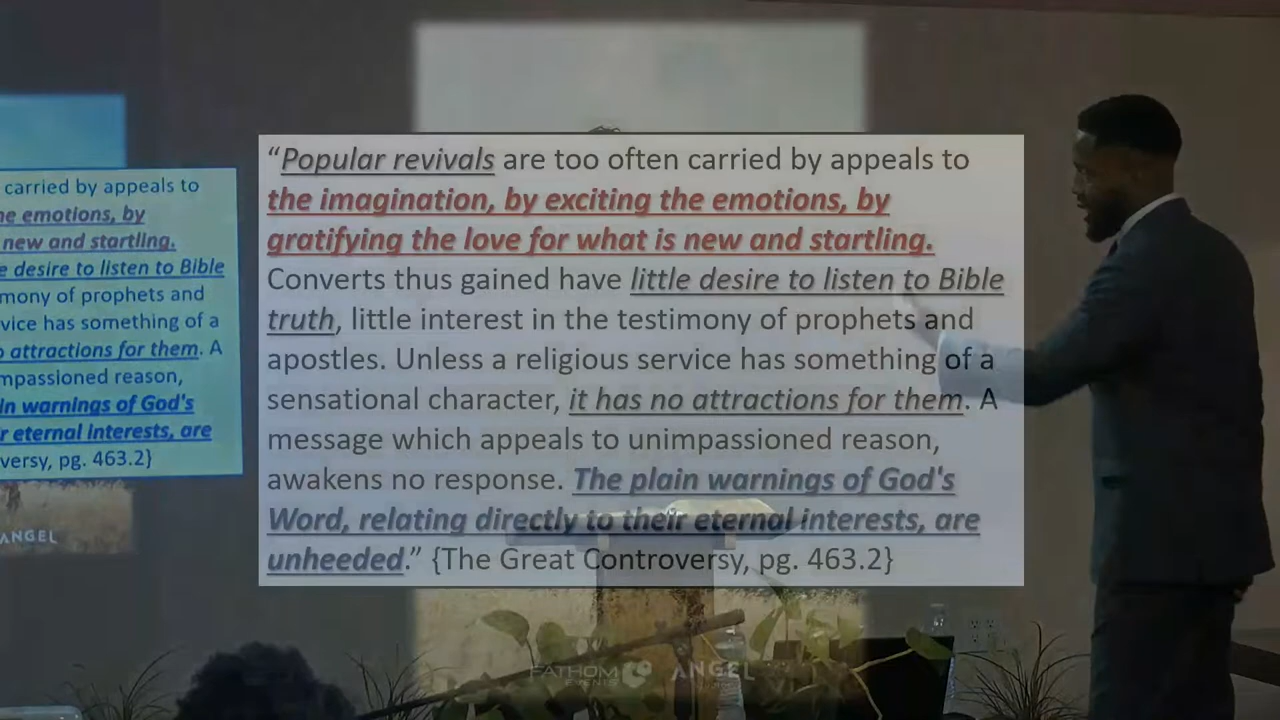 carried by appeals to
he emotions, by
new and startling.
e desire to listen to Bible
mony of prophets and
vice has something of a
o attractions for them. A
mpassioned reason,
in warnings of God's
r eternal interests, are
versy, pg. 463.2}
ANGEL
“Popular revivals are too often carried by appeals to
the imagination, by exciting the emotions, by
gratifying the love for what is new and startling.
Converts thus gained have little desire to listen to Bible
truth, little interest in the testimony of prophets and
apostles. Unless a religious service has something of a
sensational character, it has no attractions for them. A
message which appeals to unimpassioned reason,
awakens no response. The plain warnings of God's
Word, relating directly to their eternal interests, are
unheeded.” {The Great Controversy, pg. 463.2}
FATHOM
EVENTS
ANGEL